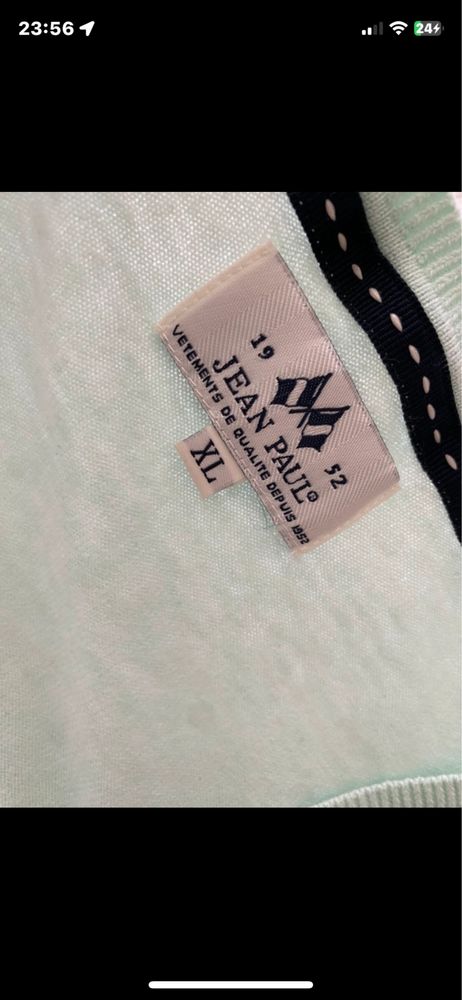 23:56
24
19 52
JEAN PAUL®
VETEMENTS DE QUALITE DEPUIS 1952
XL